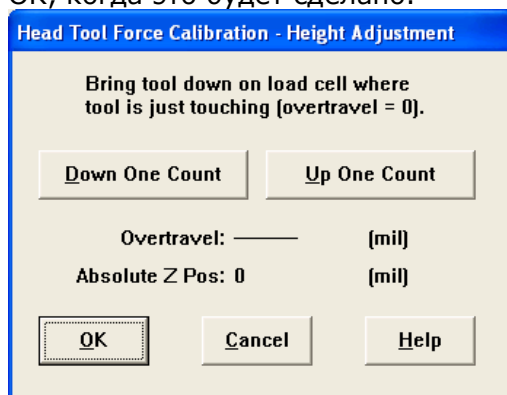 ОК, когда это будет сделано.
Head Tool Force Calibration - Height Adjustment
Bring tool down on load cell where
tool is just touching (overtravel = 0).
Down One Count Up One Count
Overtravel: ——— (mil)
Absolute Z Pos: 0 (mil)
OK Cancel Help